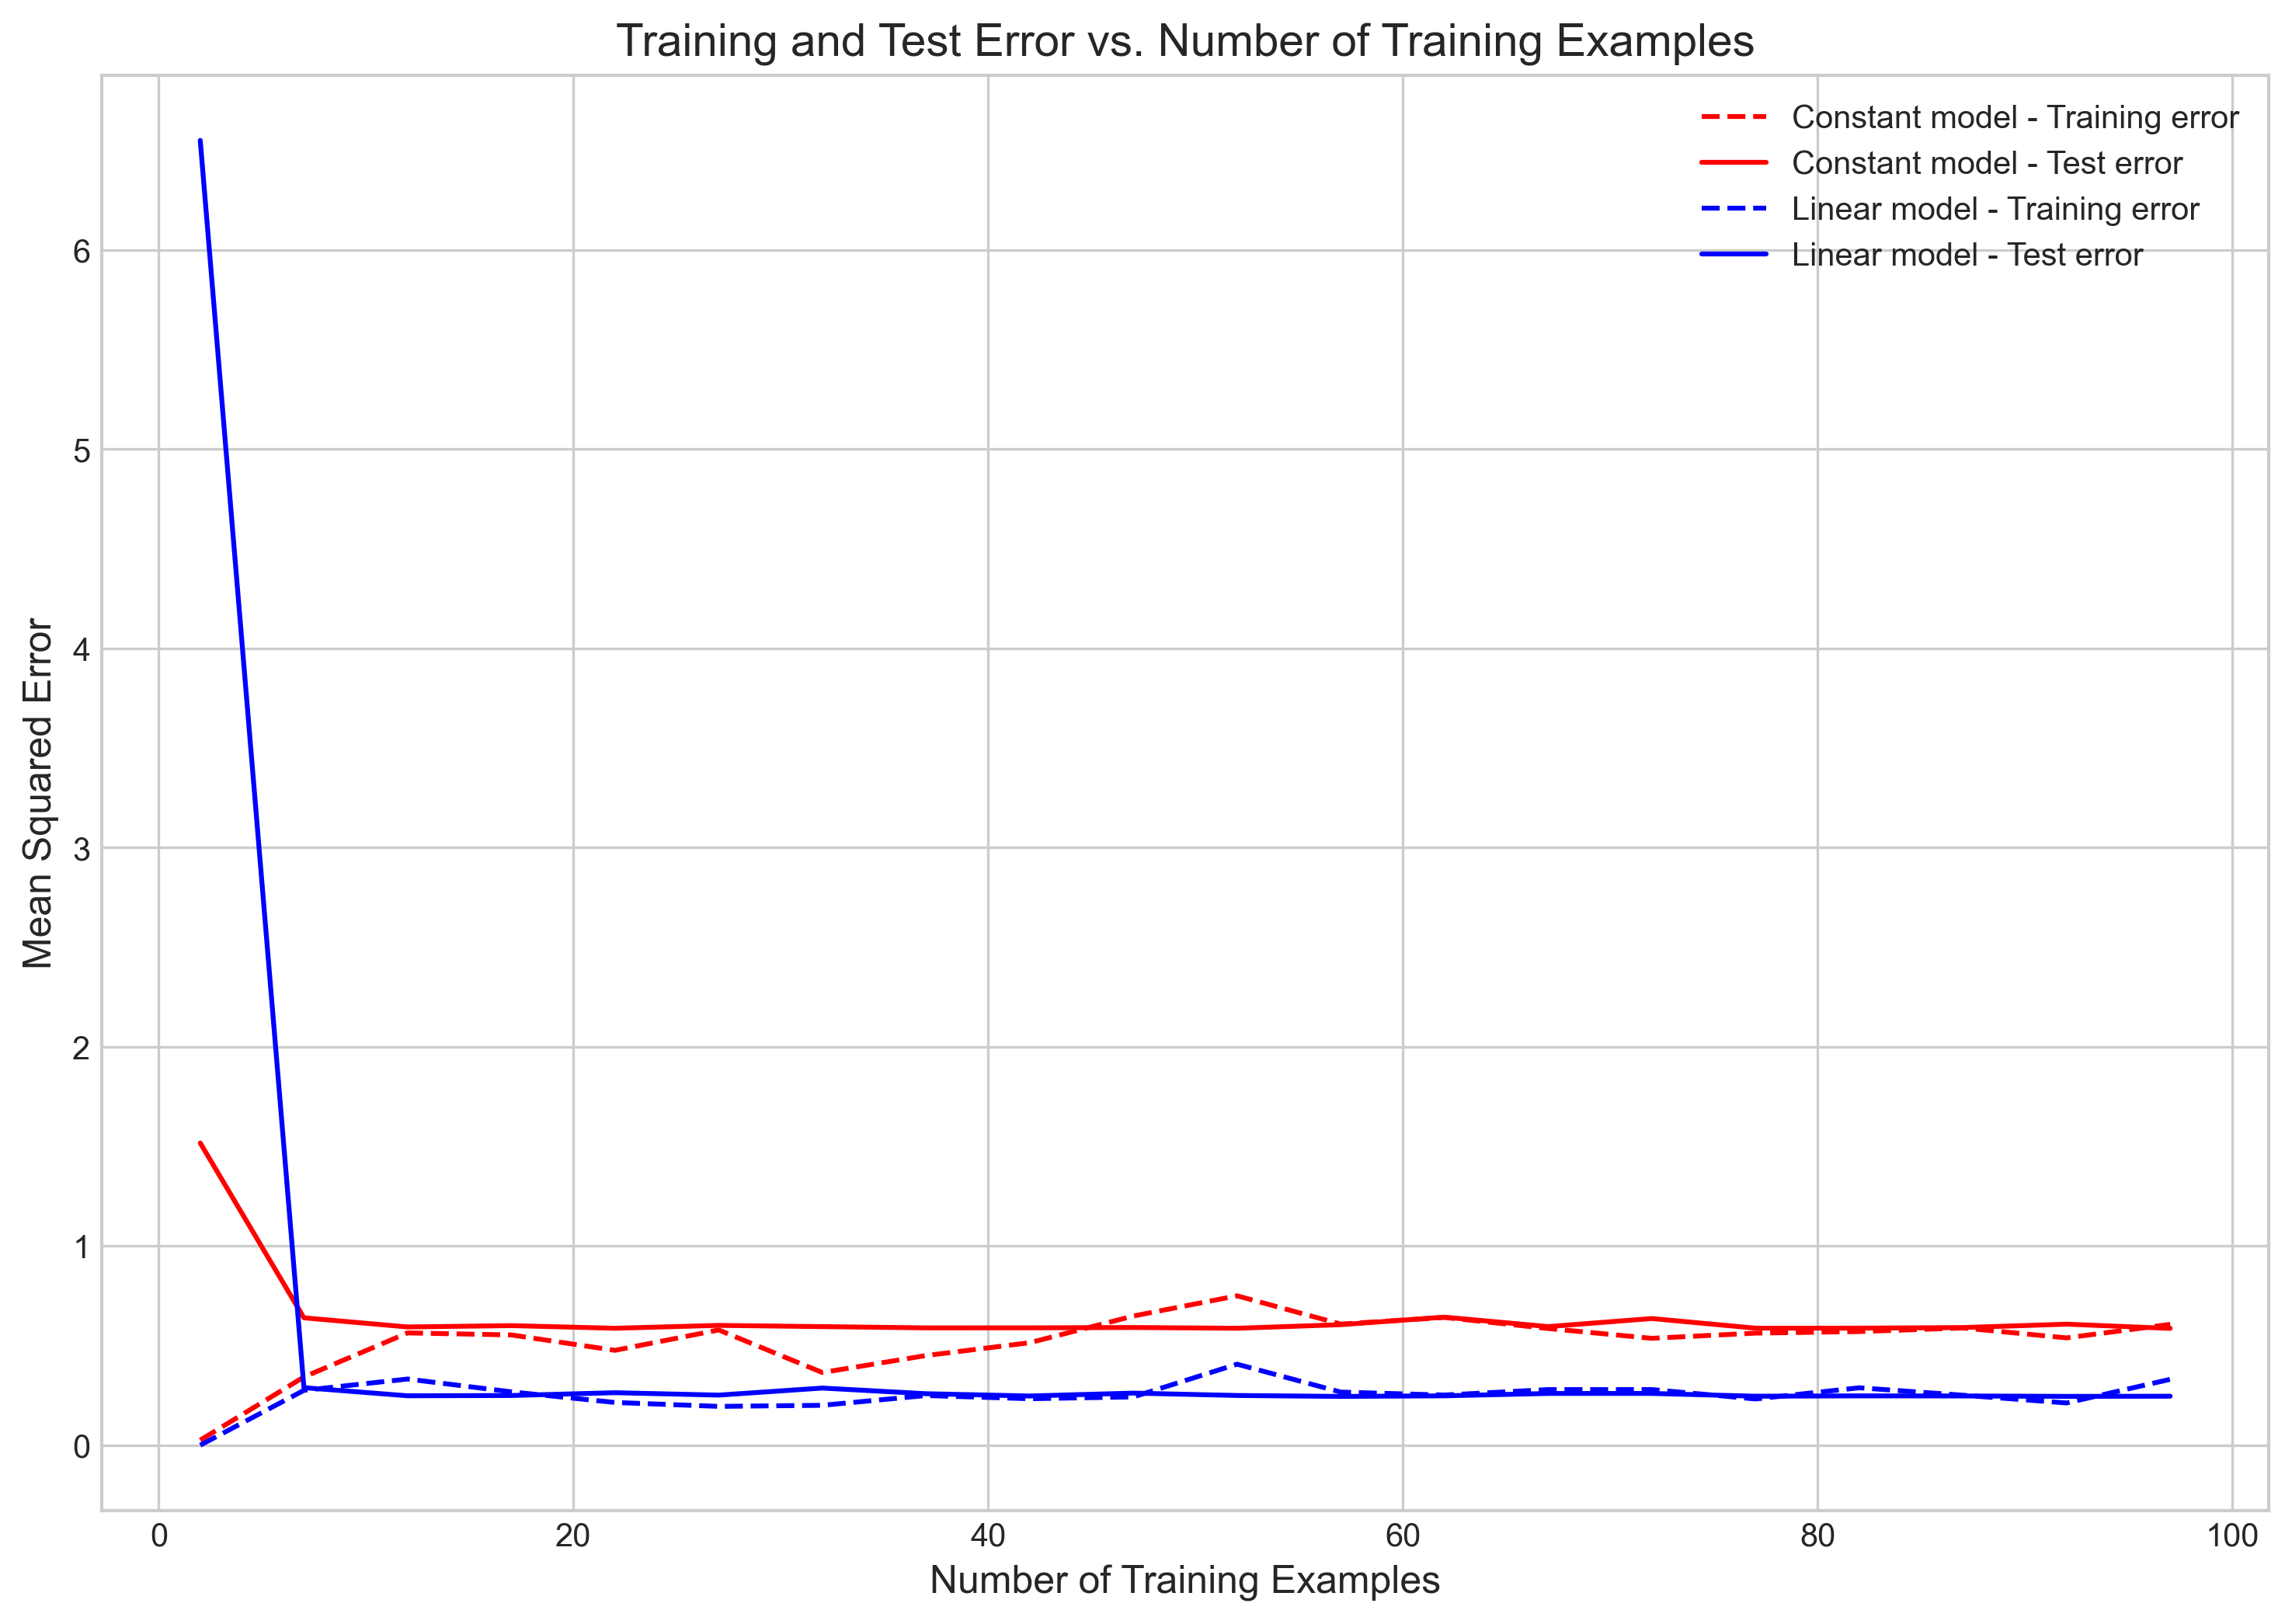 Training and Test Error vs. Number of Training Examples
Constant model - Training error
Constant model - Test error
Linear model - Training error
Linear model - Test error
Mean Squared Error
6
5
4
3
2
1
0
0 20 40 60 80 100
Number of Training Examples